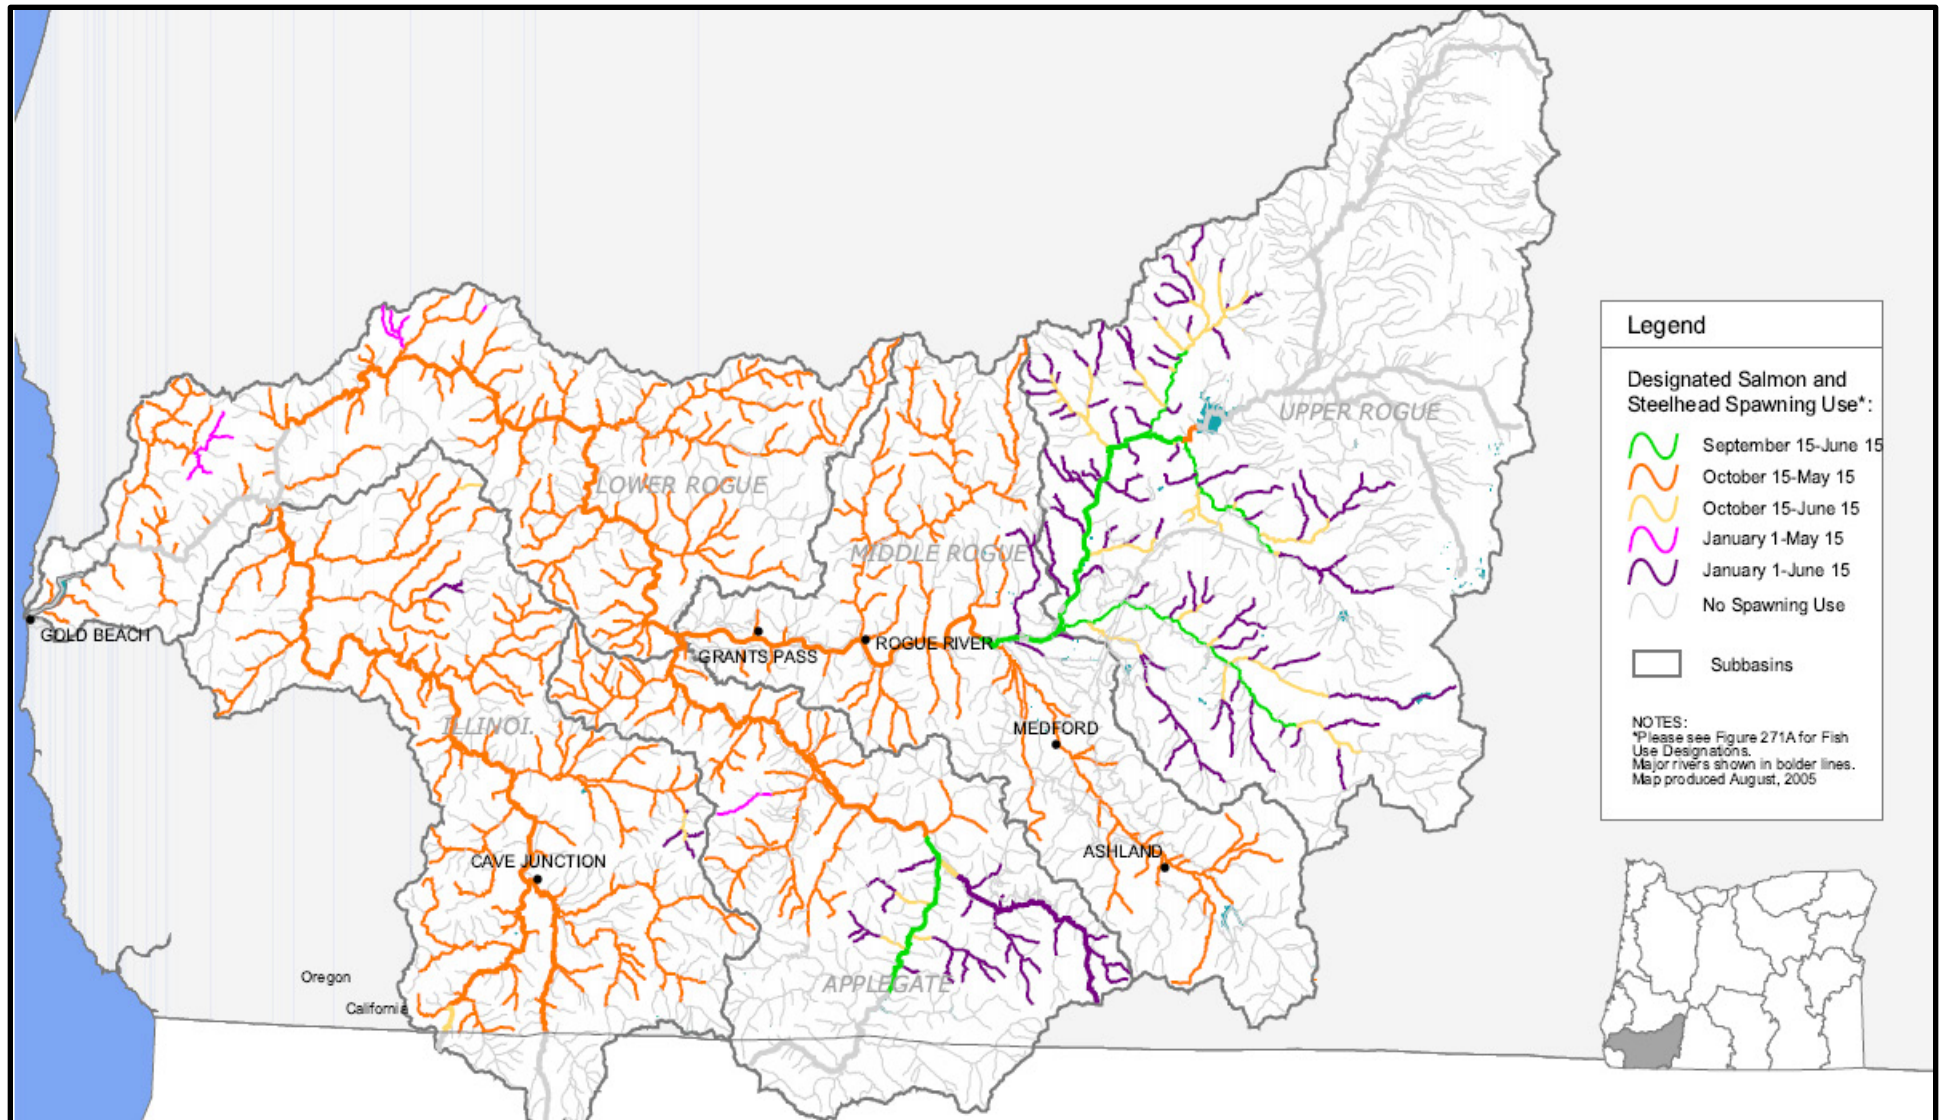 UPPER ROGUE
LOWER ROGUE
MIDDLE ROGUE
GOLD BEACH
GRANTS PASS
ROGUE RIVER
ILLINOI.
MEDFORD
CAVE JUNCTION
ASHLAND
APPLEGATE
Oregon
California
Legend
Designated Salmon and
Steelhead Spawning Use*:
September 15-June 15
October 15-May 15
October 15-June 15
January 1-May 15
January 1-June 15
No Spawning Use
Subbasins
NOTES:
*Please see Figure 271A for Fish
Use Designations.
Major rivers shown in bolder lines.
Map produced August, 2005